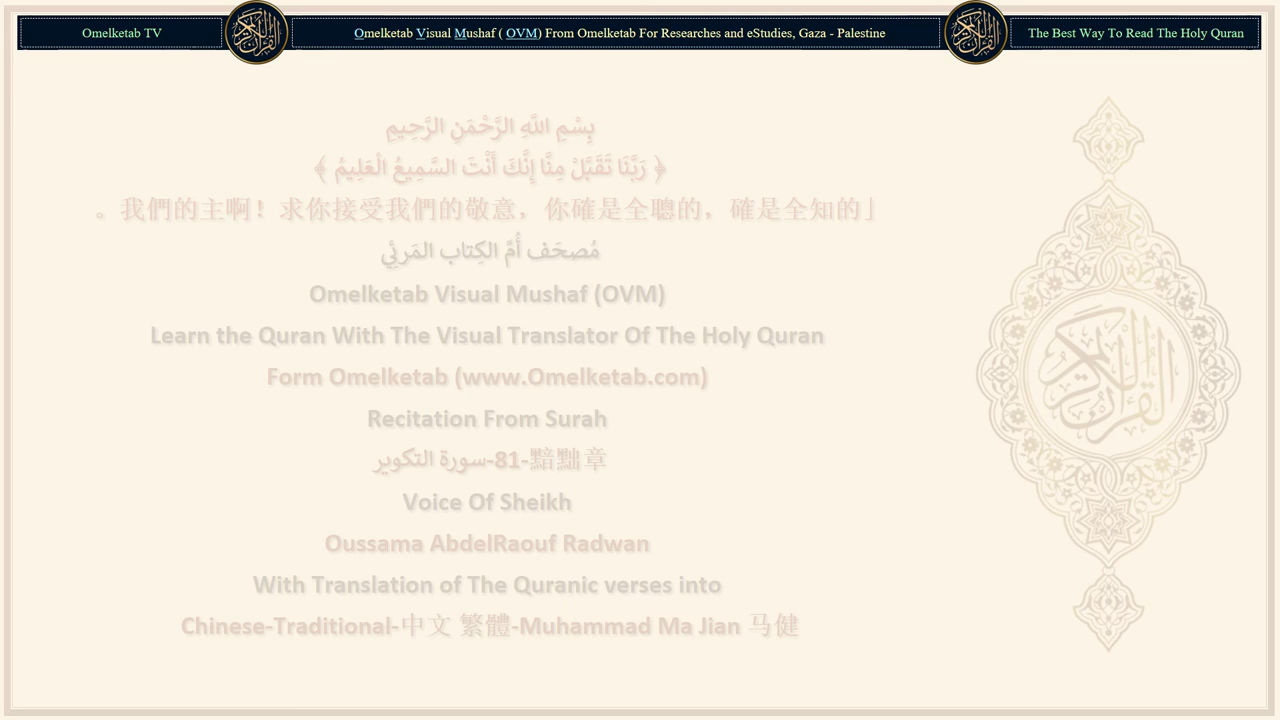 Omelketab TV
Omelketab Visual Mushaf ( OVM) From Omelketab For Researches and eStudies, Gaza - Palestine
The Best Way To Read The Holy Quran
بِسْمِ اللَّهِ الرَّحْمَنِ الرَّحِيمِ
﴿ رَبَّنَا تَقَبَّلْ مِنَّا إِنَّكَ أَنْتَ السَّمِيعُ الْعَلِيمُ ﴾
。我們的主啊！求你接受我們的敬意，你確是全聰的，確是全知的」
مُصحَف أُمِّ الكِتاب المَرئِي
Omelketab Visual Mushaf (OVM)
Learn the Quran With The Visual Translator Of The Holy Quran
Form Omelketab (www.Omelketab.com)
Recitation From Surah
سورة التكوير-81-黯黜章
Voice Of Sheikh
Oussama AbdelRaouf Radwan
With Translation of The Quranic verses into
Chinese-Traditional-中文 繁體-Muhammad Ma Jian 马健
القرآن الكريم